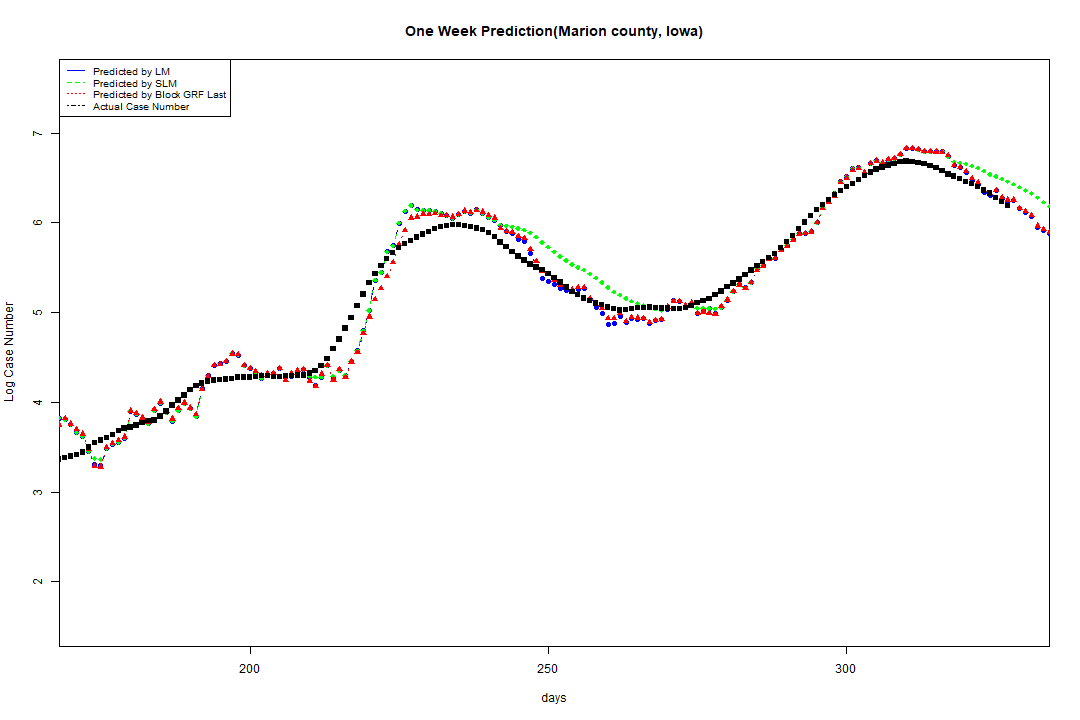 One Week Prediction(Marion county, Iowa)
Predicted by LM
Predicted by SLM
Predicted by Block GRF Last
Actual Case Number
7
6
5
4
3
2
Log Case Number
200
250
300
days